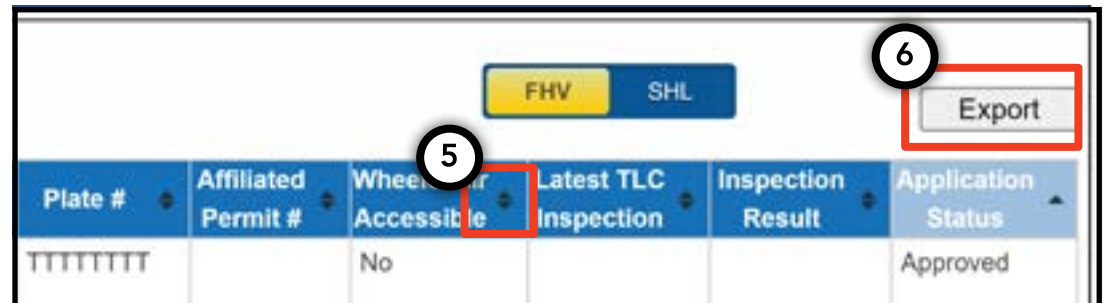 6
FHV SHL
Export
5
Plate # Affiliated Permit # Accessible Latest TLC Inspection Inspection Result Application Status
TTTTTTTT No Approved